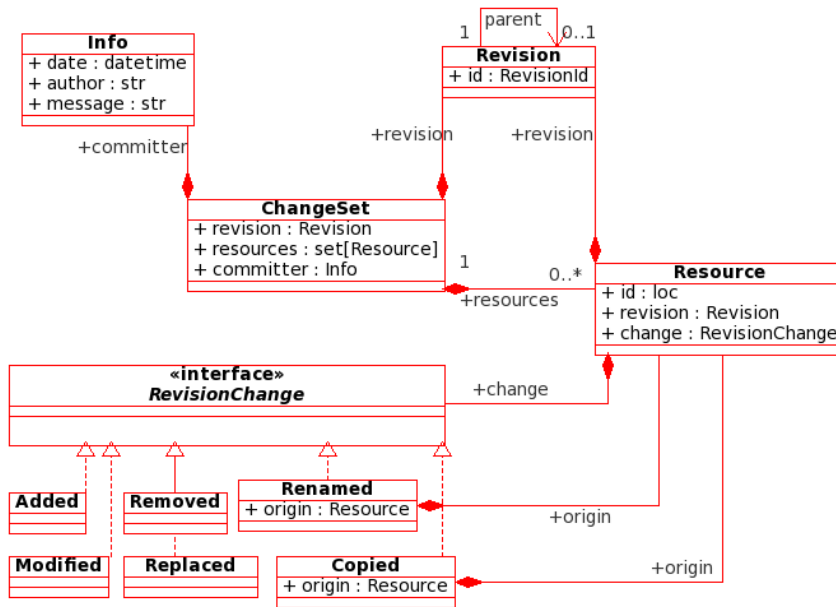 parent
1
0..1
Info
+ date : datetime
+ author : str
+ message : str
Revision
+ id : RevisionId
+committer
+revision
+revision
ChangeSet
+ revision : Revision
+ resources : set[Resource]
+ committer : Info
1
0..*
+resources
Resource
+ id : loc
+ revision : Revision
+ change : RevisionChange
«interface»
RevisionChange
+change
Added
Removed
Renamed
+ origin : Resource
+origin
Modified
Replaced
Copied
+ origin : Resource
+origin